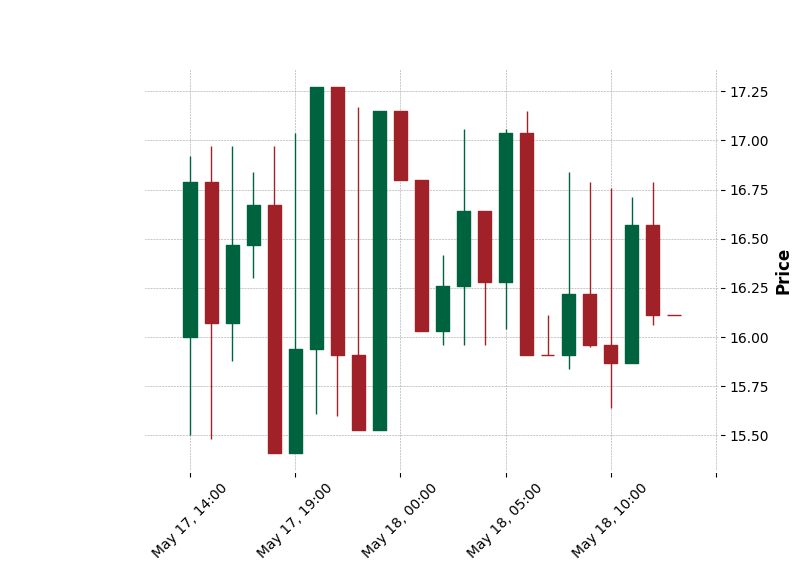 17.25
17.00
16.75
16.50
16.25
16.00
15.75
15.50
Price
May 17, 14:00
May 17, 19:00
May 18, 00:00
May 18, 05:00
May 18, 10:00